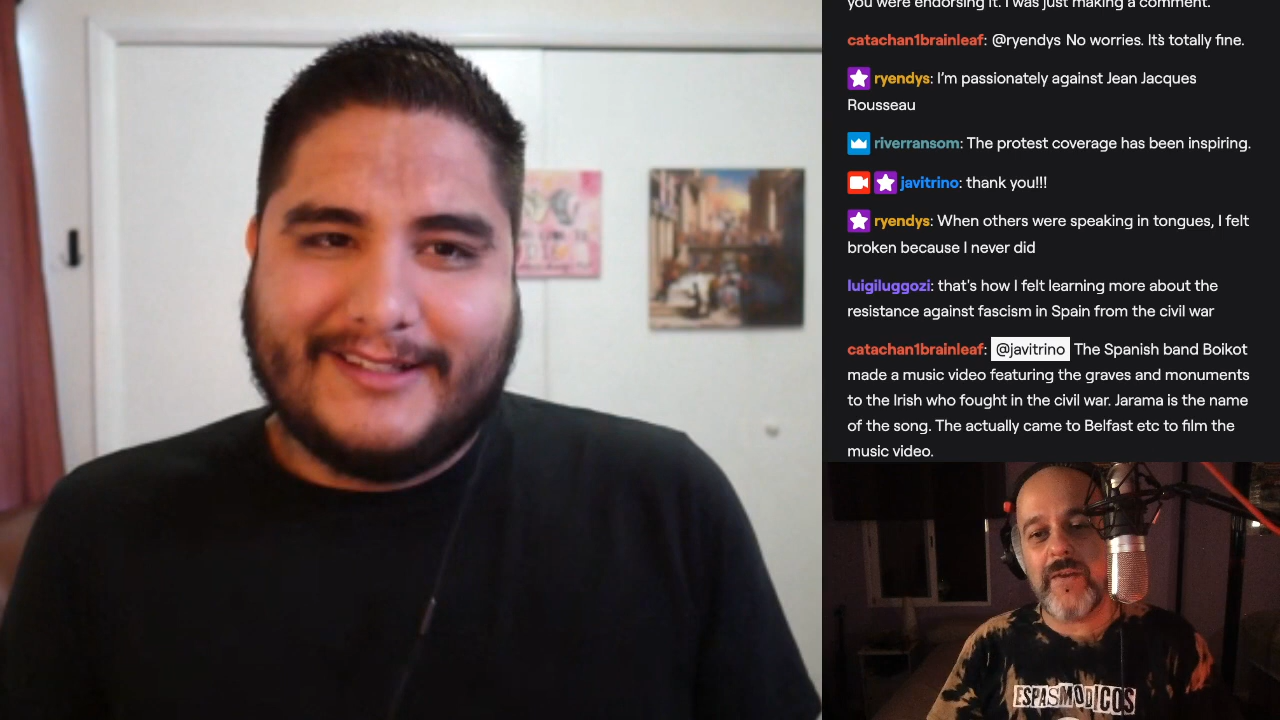 you were endorsing it. I was just making a comment.
catachan1brainleaf: @ryendys No worries. It's totally fine.
ryendys: I'm passionately against Jean Jacques
Rousseau
riverransom: The protest coverage has been inspiring.
javitrino: thank you!!!
ryendys: When others were speaking in tongues, I felt
broken because I never did
luigiluggozi: that's how I felt learning more about the
resistance against fascism in Spain from the civil war
catachan1brainleaf: @javitrino The Spanish band Boikot
made a music video featuring the graves and monuments
to the Irish who fought in the civil war. Jarama is the name
of the song. The actually came to Belfast etc to film the
music video.
ESPASMODICOS